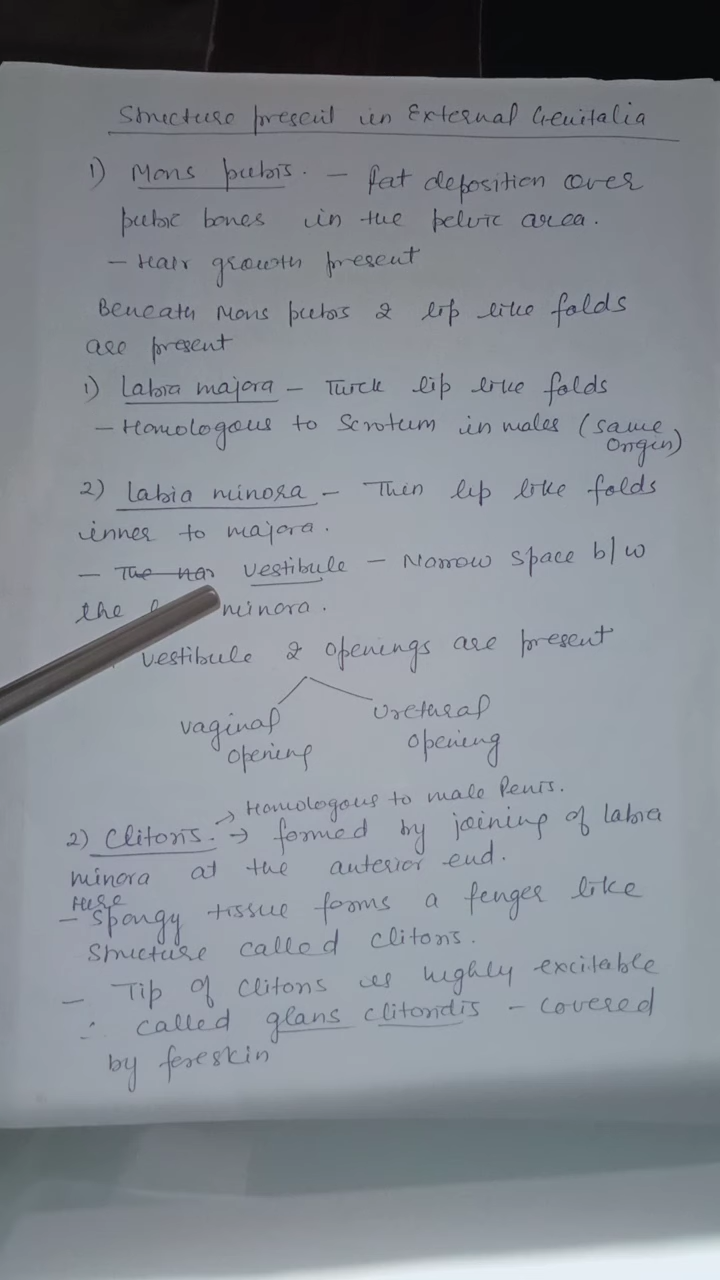 Structure present in External Genitalia
1) Mons pubis. – fat deposition over
pubic bones in the pelvic area.
– Hair growth present
Beneath Mons pubis 2 lip like folds
are present
1) Labia majora – Thick lip like folds
– Homologous to Scrotum in males (same
origin)
2) Labia minora – Thin lip like folds
inner to majora.
– The nar vestibule – Narrow space b/w
the minora.
vestibule 2 openings are present
vaginal opening
urethral opening
→ Homologous to male Penis.
2) Clitoris. → formed by joining of labia
minora at the anterior end.
Here
– Spongy tissue forms a finger like
structure called clitoris.
– Tip of clitoris is highly excitable
∴ called glans clitoridis – covered
by foreskin